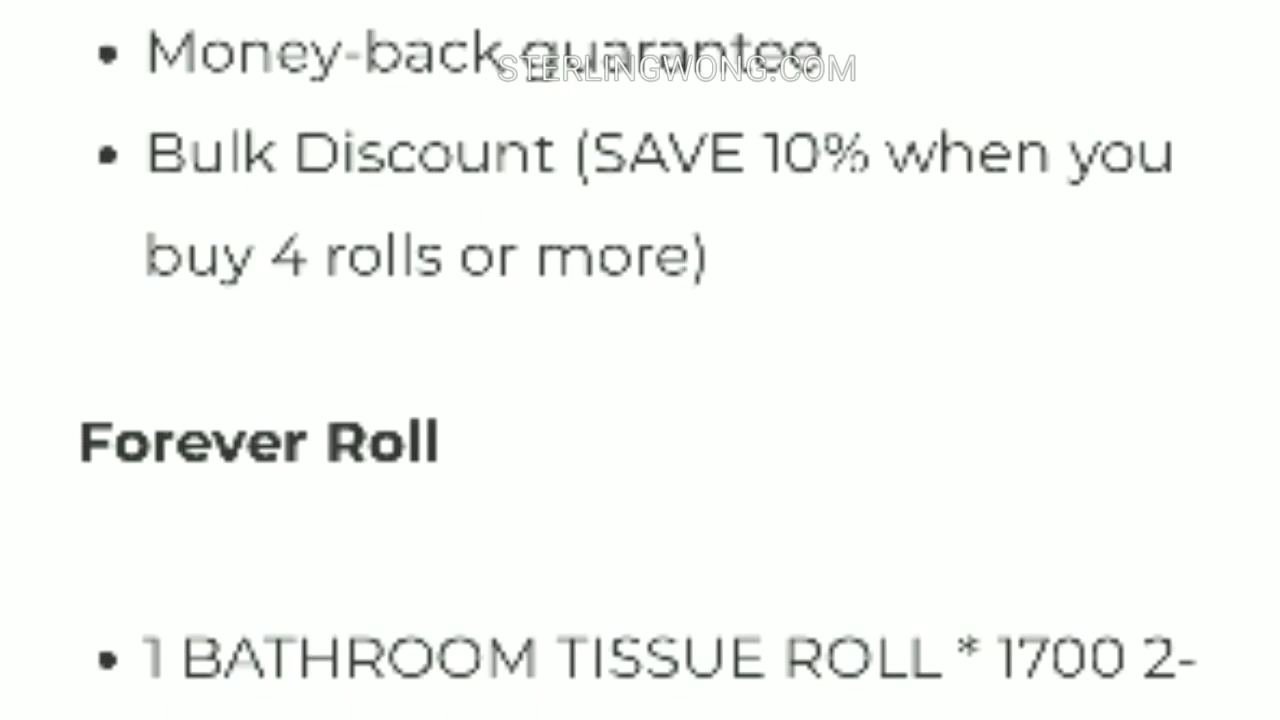 • Money-back guarantee
STERLINGWONG.COM
• Bulk Discount (SAVE 10% when you
buy 4 rolls or more)
Forever Roll
• 1 BATHROOM TISSUE ROLL * 1700 2-